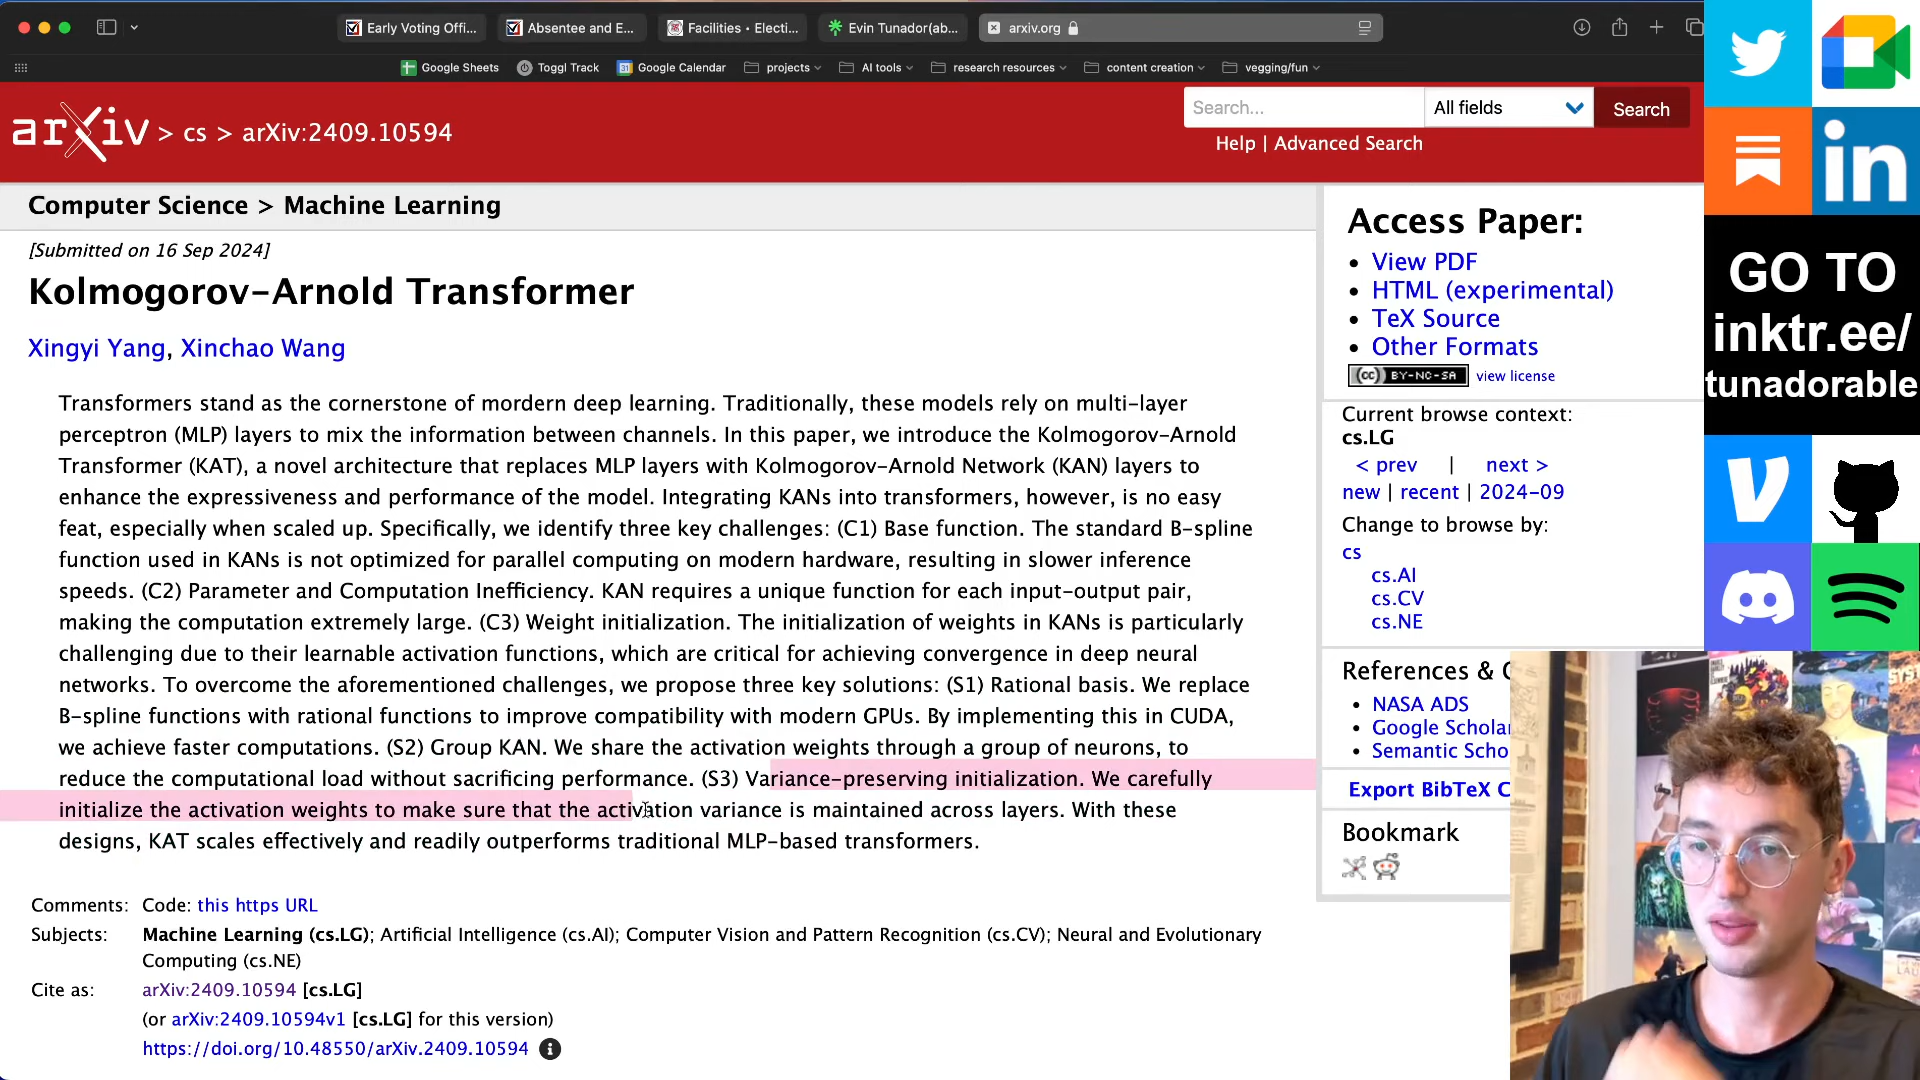 Early Voting Offi...
Absentee and E...
Facilities • Electi...
Evin Tunador(ab...
arxiv.org
Google Sheets
Toggl Track
Google Calendar
projects
AI tools
research resources
content creation
vegging/fun
arXiv > cs > arXiv:2409.10594
Search...
All fields
Search
Help | Advanced Search
Computer Science > Machine Learning
[Submitted on 16 Sep 2024]
Kolmogorov-Arnold Transformer
Xingyi Yang, Xinchao Wang
Transformers stand as the cornerstone of mordern deep learning. Traditionally, these models rely on multi-layer
perceptron (MLP) layers to mix the information between channels. In this paper, we introduce the Kolmogorov-Arnold
Transformer (KAT), a novel architecture that replaces MLP layers with Kolmogorov-Arnold Network (KAN) layers to
enhance the expressiveness and performance of the model. Integrating KANs into transformers, however, is no easy
feat, especially when scaled up. Specifically, we identify three key challenges: (C1) Base function. The standard B-spline
function used in KANs is not optimized for parallel computing on modern hardware, resulting in slower inference
speeds. (C2) Parameter and Computation Inefficiency. KAN requires a unique function for each input-output pair,
making the computation extremely large. (C3) Weight initialization. The initialization of weights in KANs is particularly
challenging due to their learnable activation functions, which are critical for achieving convergence in deep neural
networks. To overcome the aforementioned challenges, we propose three key solutions: (S1) Rational basis. We replace
B-spline functions with rational functions to improve compatibility with modern GPUs. By implementing this in CUDA,
we achieve faster computations. (S2) Group KAN. We share the activation weights through a group of neurons, to
reduce the computational load without sacrificing performance. (S3) Variance-preserving initialization. We carefully
initialize the activation weights to make sure that the activation variance is maintained across layers. With these
designs, KAT scales effectively and readily outperforms traditional MLP-based transformers.
Comments: Code: this https URL
Subjects: Machine Learning (cs.LG); Artificial Intelligence (cs.AI); Computer Vision and Pattern Recognition (cs.CV); Neural and Evolutionary
Computing (cs.NE)
Cite as: arXiv:2409.10594 [cs.LG]
(or arXiv:2409.10594v1 [cs.LG] for this version)
https://doi.org/10.48550/arXiv.2409.10594
Access Paper:
View PDF
HTML (experimental)
TeX Source
Other Formats
(cc) BY-NC-SA view license
Current browse context:
cs.LG
< prev | next >
new | recent | 2024-09
Change to browse by:
cs
cs.AI
cs.CV
cs.NE
References & C
NASA ADS
Google Scholar
Semantic Scho
Export BibTeX C
Bookmark
in
GO TO
inktr.ee/
tunadorable